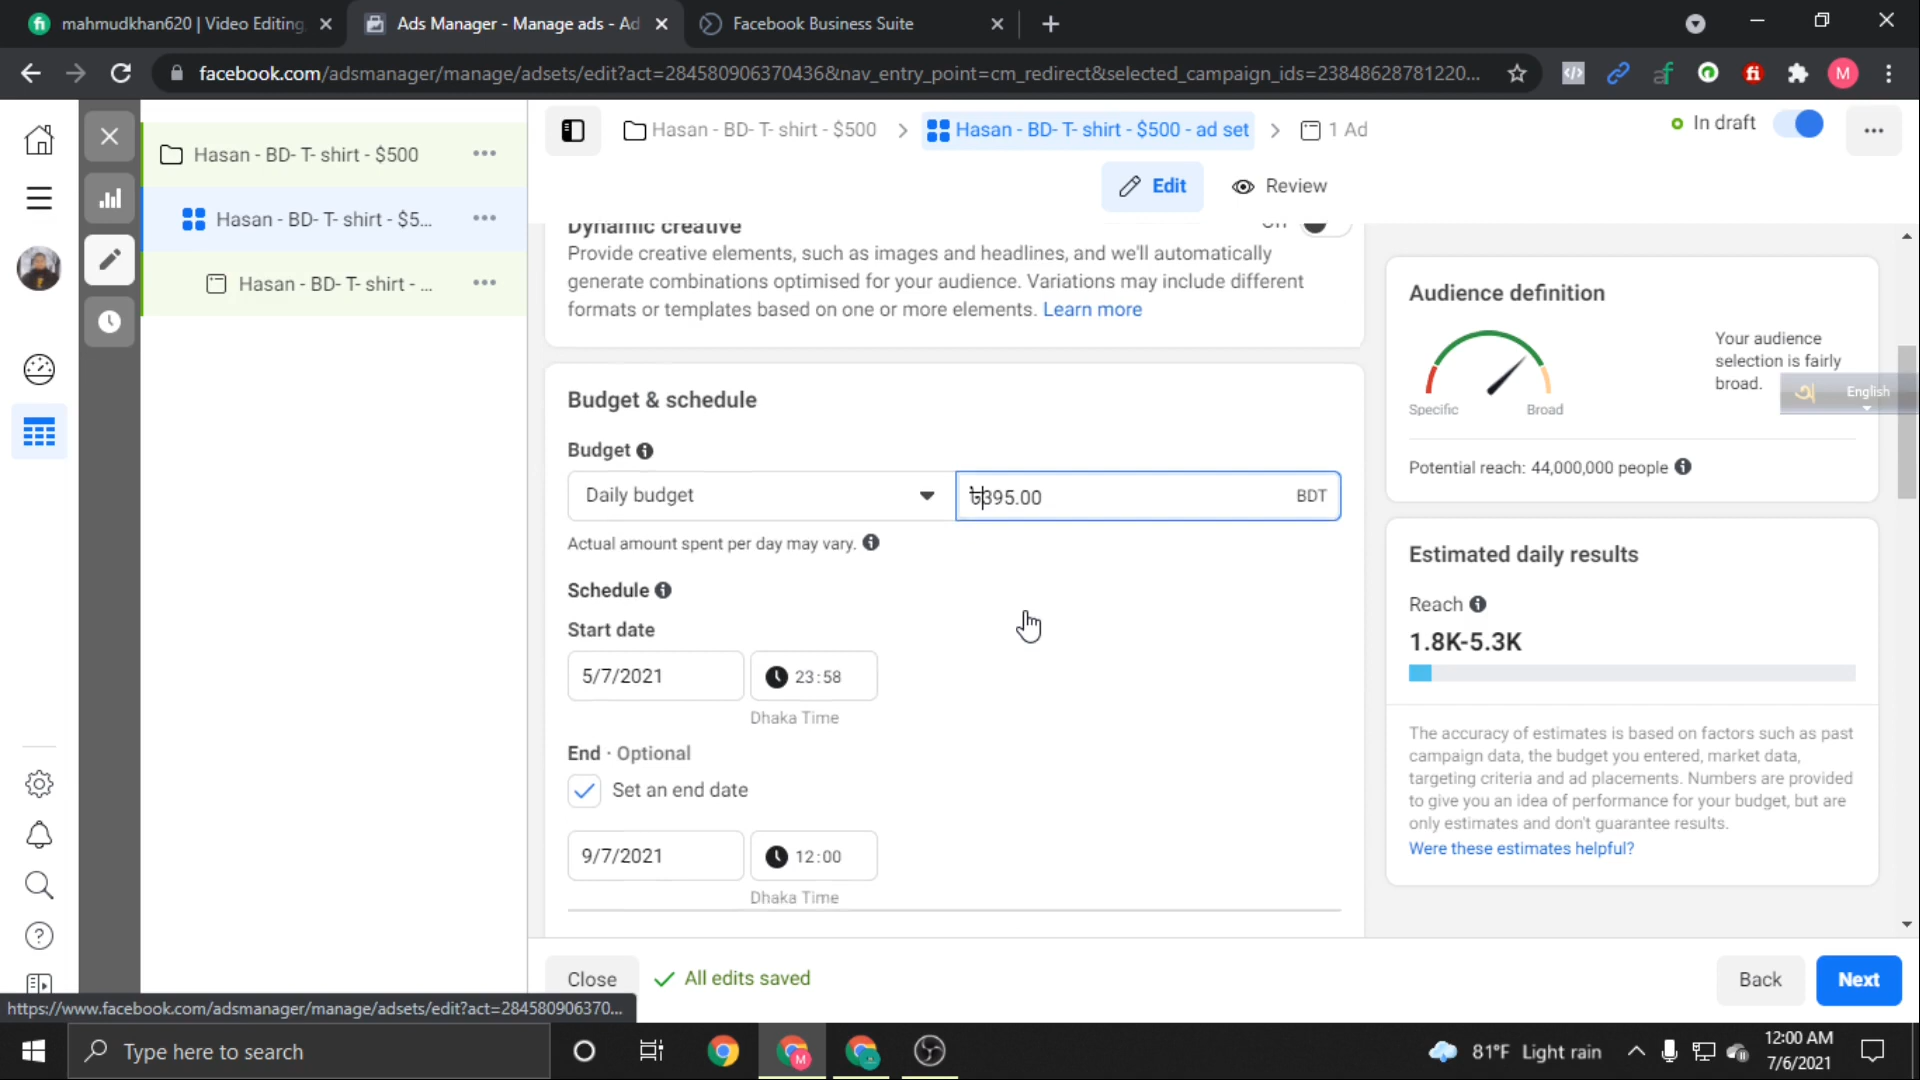 mahmudkhan620 | Video Editing
Ads Manager - Manage ads - Ad
Facebook Business Suite
facebook.com/adsmanager/manage/adsets/edit?act=284580906370436&nav_entry_point=cm_redirect&selected_campaign_ids=23848628781220...
Hasan - BD- T- shirt - $500
Hasan - BD- T- shirt - $5...
Hasan - BD- T- shirt - ...
Hasan - BD- T- shirt - $500
Hasan - BD- T- shirt - $500 - ad set
1 Ad
In draft
Edit
Review
Dynamic creative
Off
Provide creative elements, such as images and headlines, and we'll automatically
generate combinations optimised for your audience. Variations may include different
formats or templates based on one or more elements. Learn more
Budget & schedule
Budget
Daily budget
৳395.00
BDT
Actual amount spent per day may vary.
Schedule
Start date
5/7/2021
23:58
Dhaka Time
End · Optional
Set an end date
9/7/2021
12:00
Dhaka Time
Audience definition
Specific
Broad
Your audience
selection is fairly
broad.
অ
English
Potential reach: 44,000,000 people
Estimated daily results
Reach
1.8K-5.3K
The accuracy of estimates is based on factors such as past
campaign data, the budget you entered, market data,
targeting criteria and ad placements. Numbers are provided
to give you an idea of performance for your budget, but are
only estimates and don't guarantee results.
Were these estimates helpful?
Close
All edits saved
Back
Next
https://www.facebook.com/adsmanager/manage/adsets/edit?act=284580906370...
Type here to search
M
81°F Light rain
12:00 AM
7/6/2021